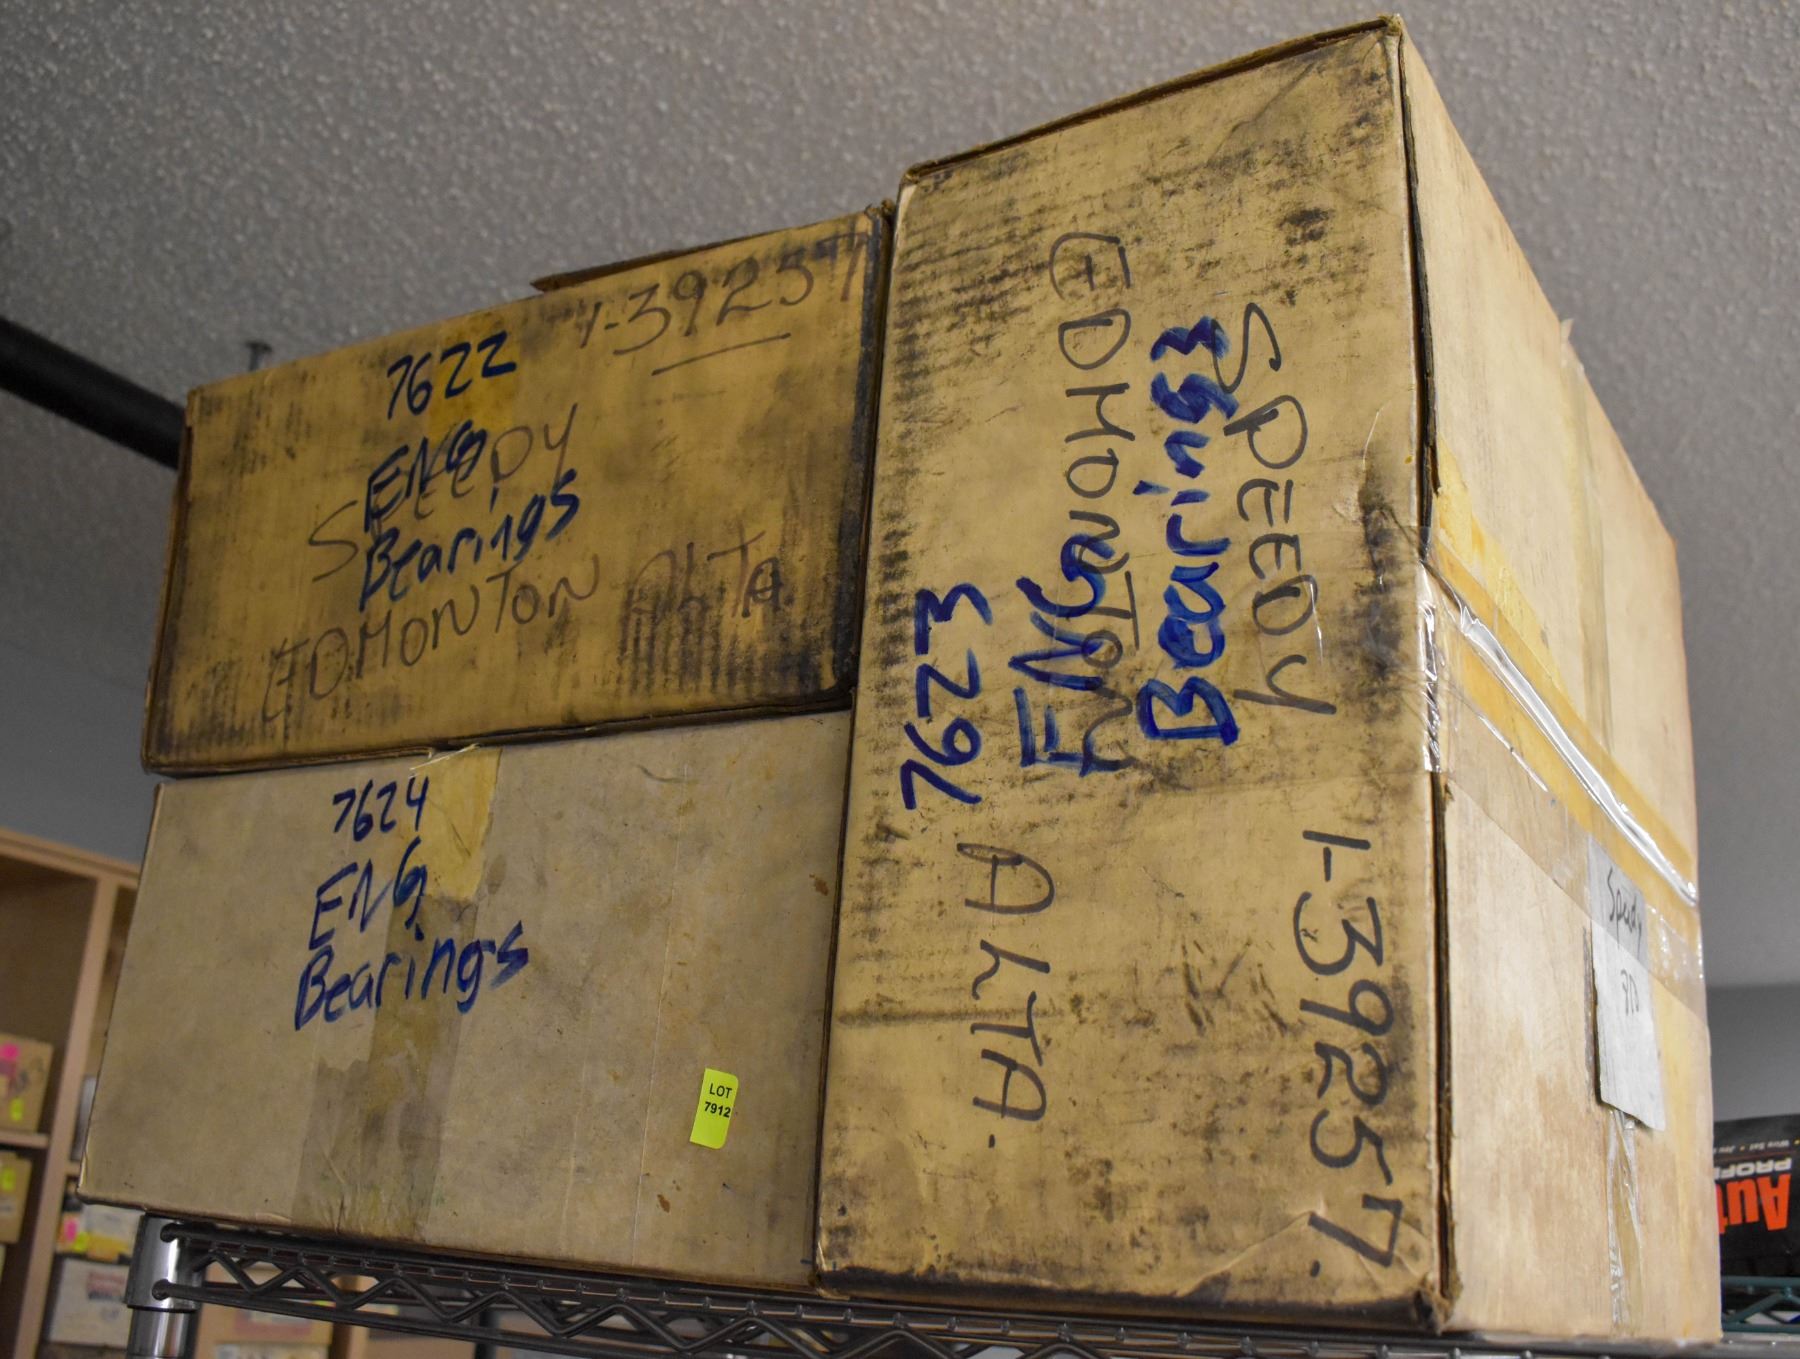 7622
1-39257
ENG
SPEEDY
Bearings
EDMONTON ALTA
7624
ENG
Bearings
LOT
7912
7623
ENG
Bearings
EDMONTON
ALTA.
SPEEDY
1-39257.
Speedy